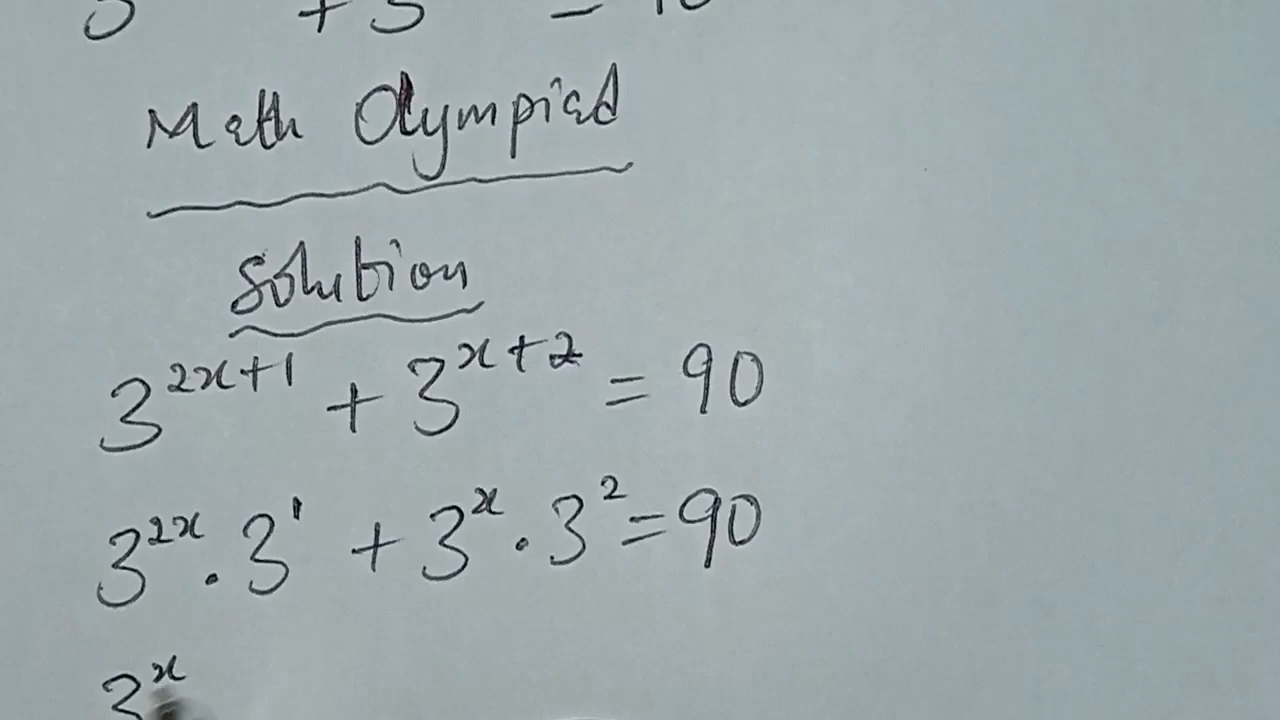 Math Olympiad
Solution
3^{2x+1} + 3^{x+2} = 90
3^{2x} . 3^1 + 3^x . 3^2 = 90
3^x